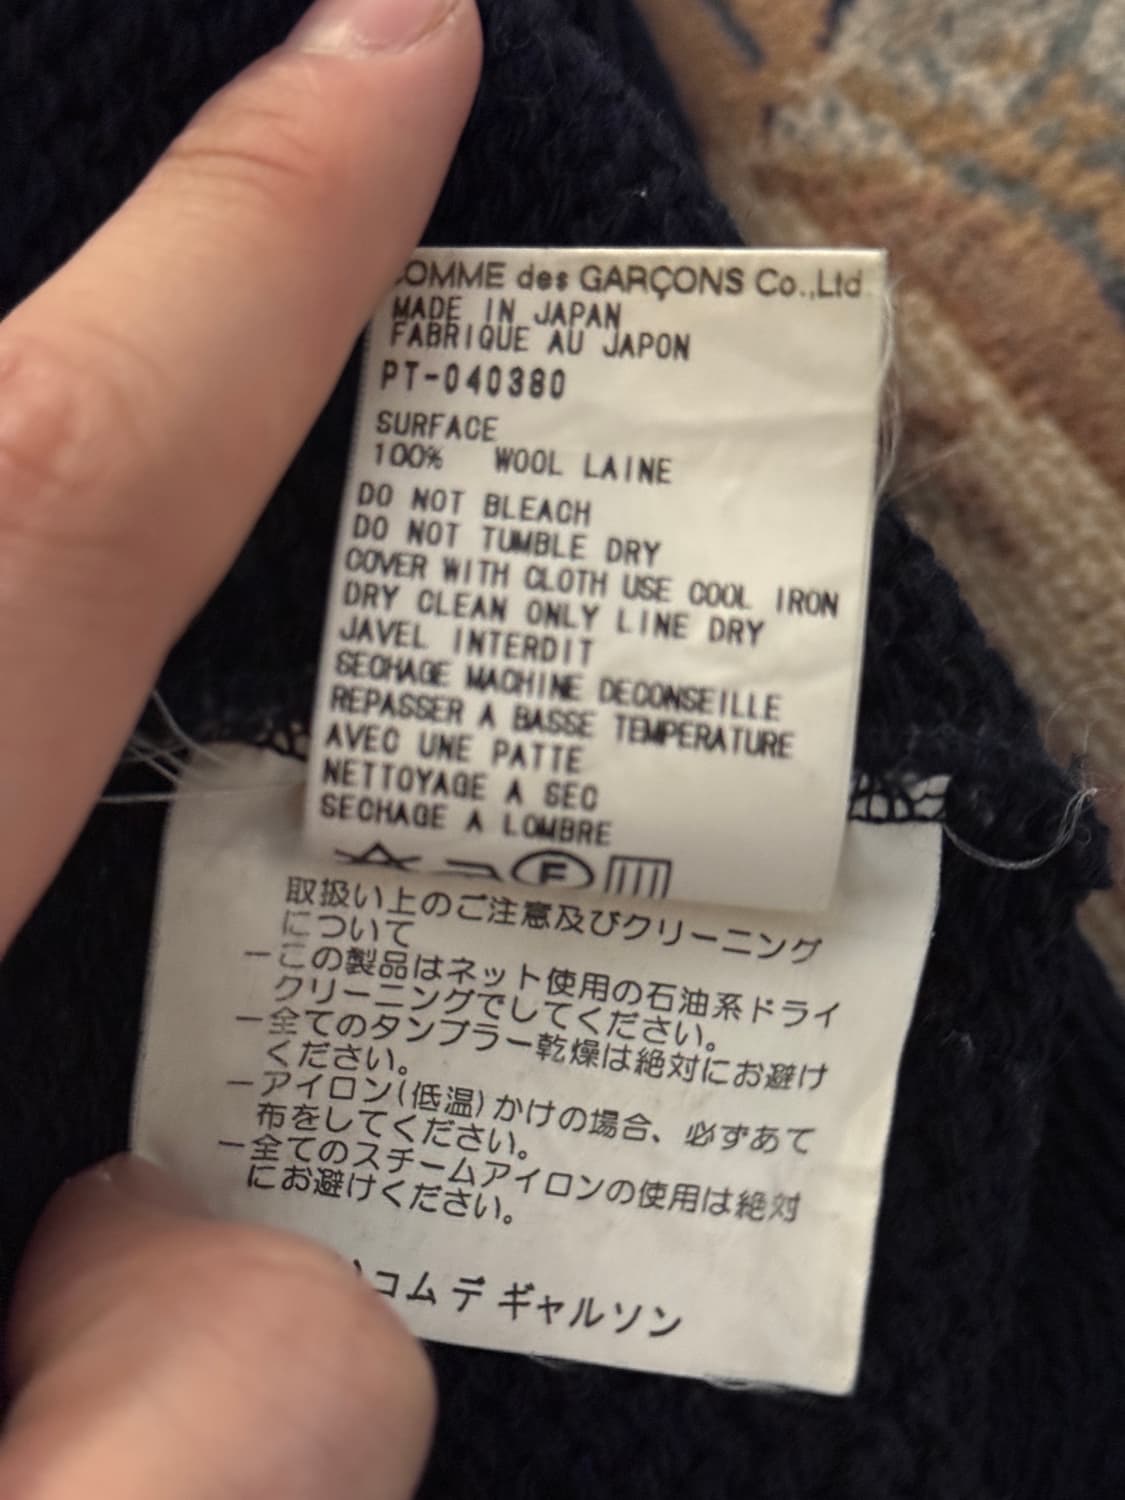 COMME des GARÇONS Co.,Ltd
MADE IN JAPAN
FABRIQUE AU JAPON
PT-040380
SURFACE
100% WOOL LAINE
DO NOT BLEACH
DO NOT TUMBLE DRY
COVER WITH CLOTH USE COOL IRON
DRY CLEAN ONLY LINE DRY
JAVEL INTERDIT
SECHAGE MACHINE DECONSEILLE
REPASSER A BASSE TEMPERATURE
AVEC UNE PATTE
NETTOYAGE A SEC
SECHAGE A LOMBRE
F
取扱い上のご注意及びクリーニング
について
ーこの製品はネット使用の石油系ドライ
クリーニングでしてください。
ー全てのタンブラー乾燥は絶対にお避け
ください。
ーアイロン(低温)かけの場合、必ずあて
布をしてください。
ー全てのスチームアイロンの使用は絶対
にお避けください。
コム デ ギャルソン